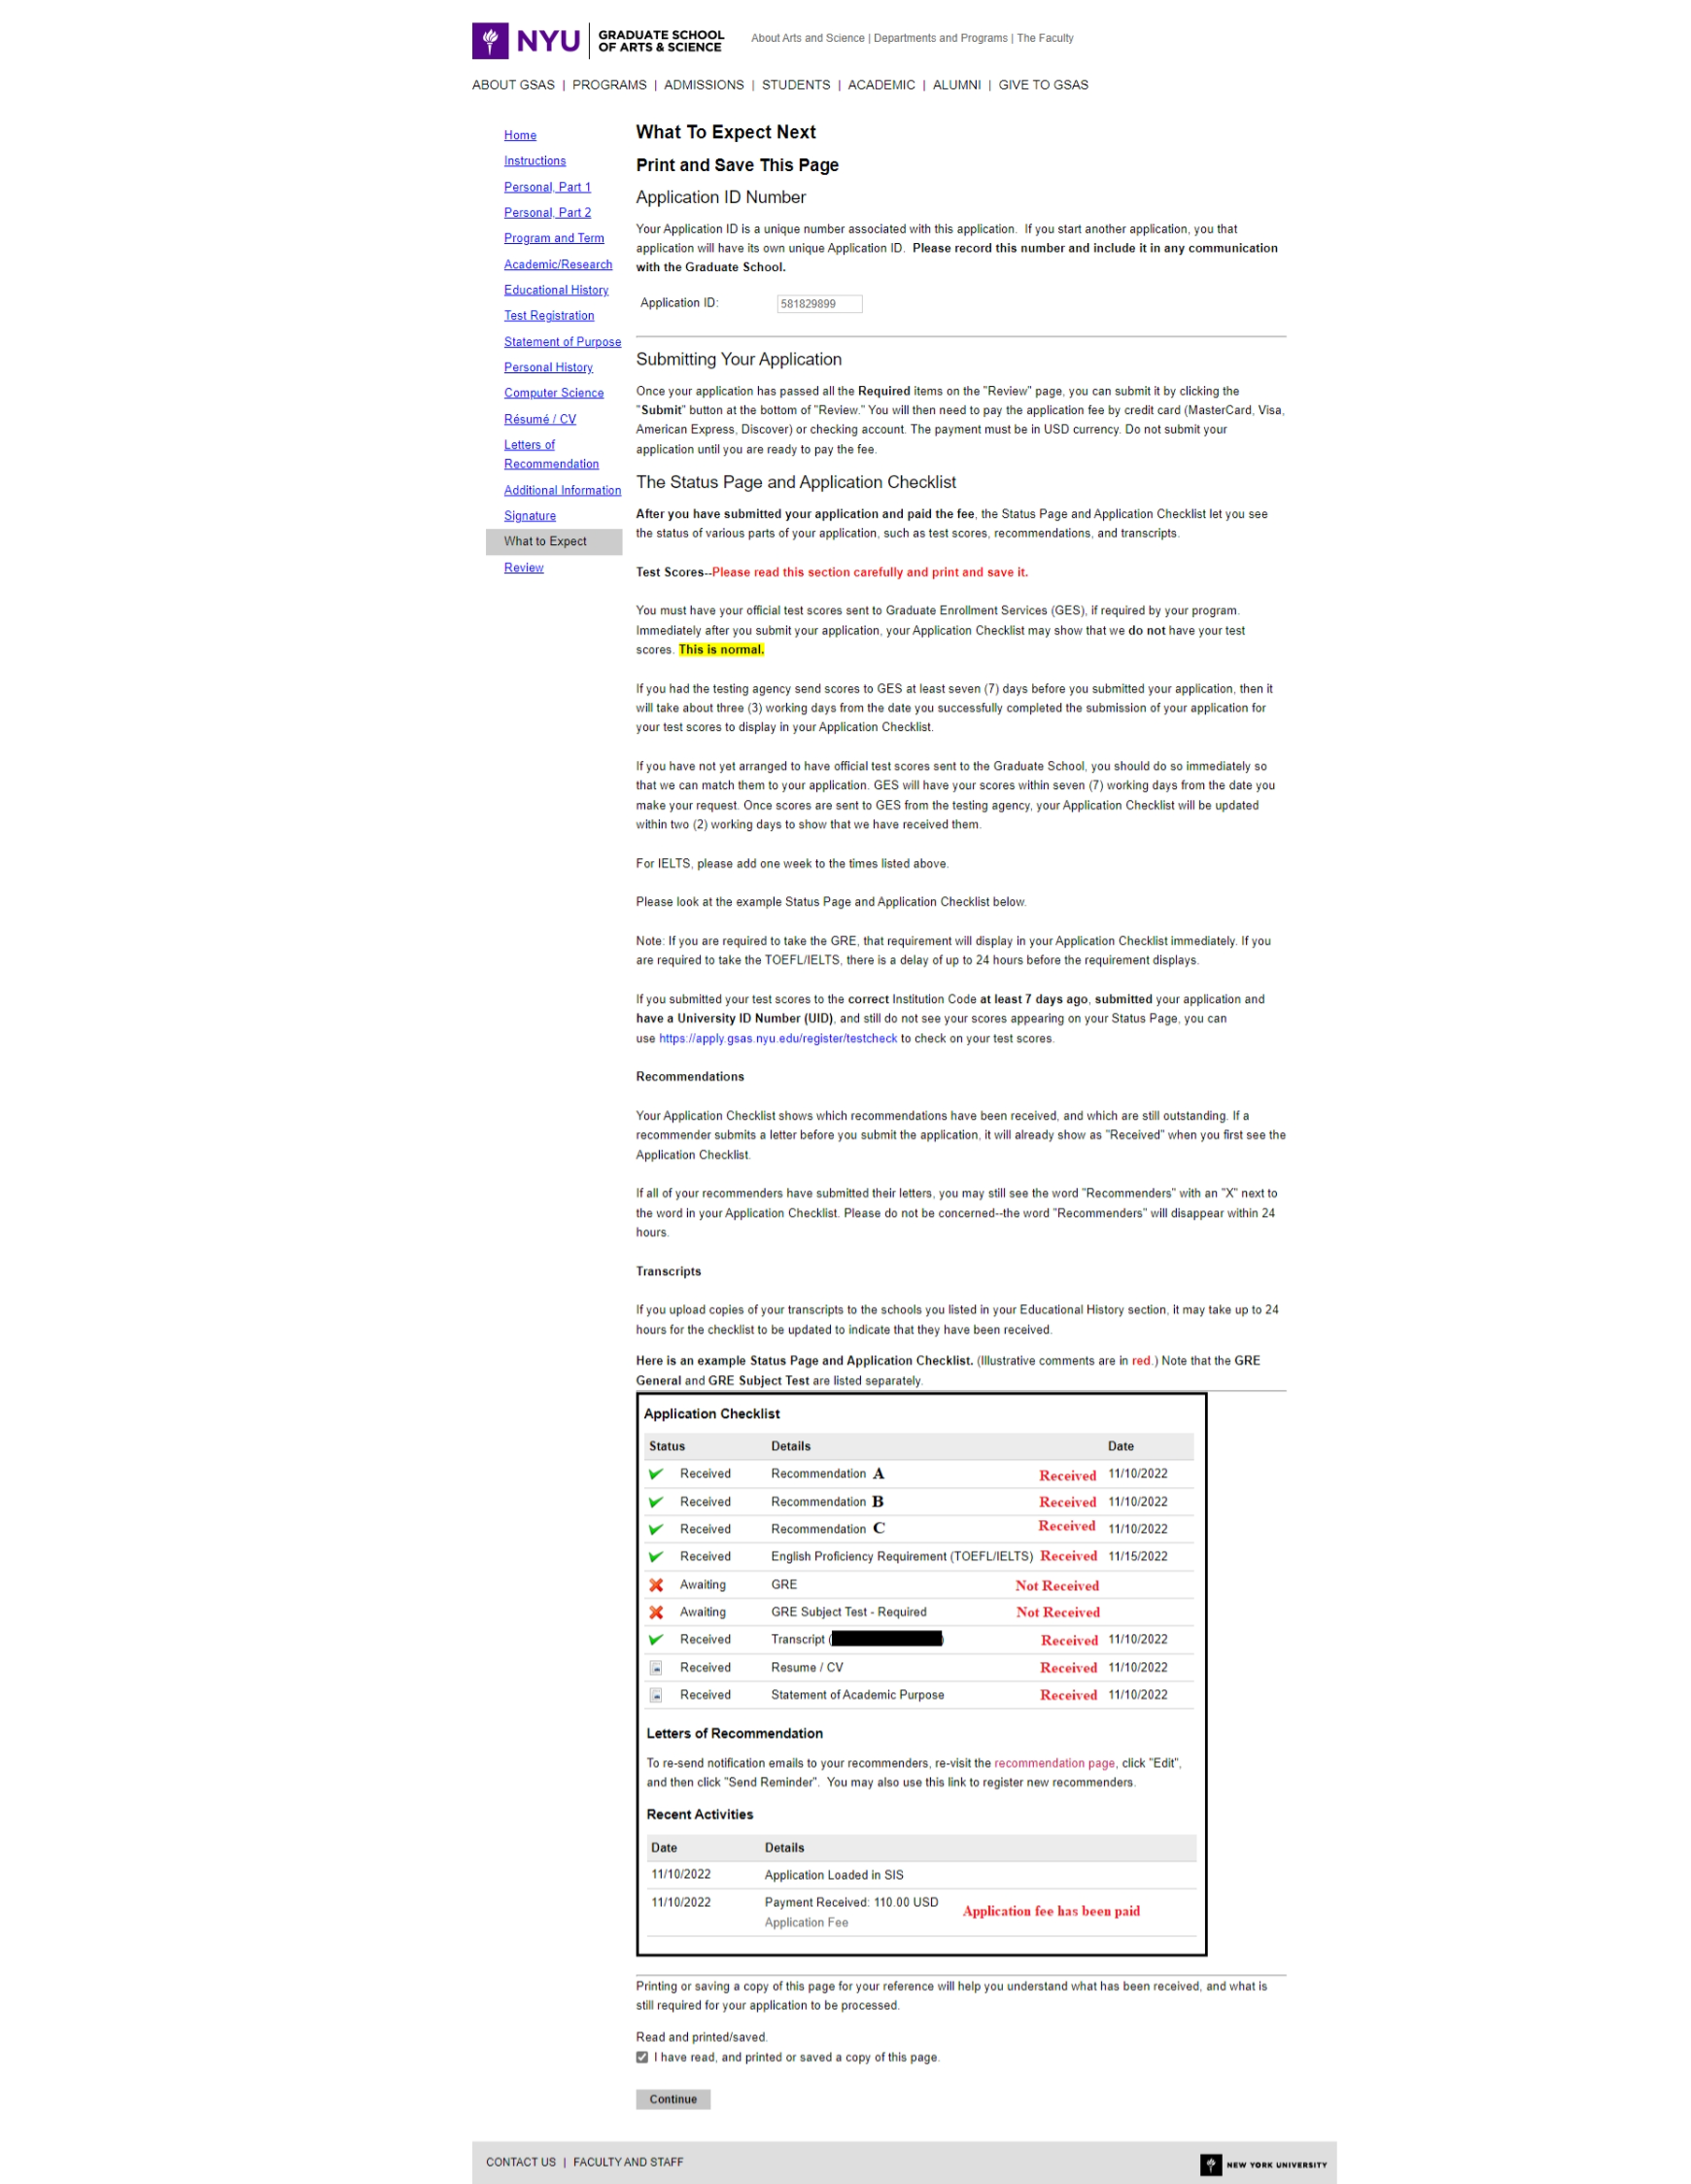 NYU
GRADUATE SCHOOL
OF ARTS & SCIENCE
About Arts and Science | Departments and Programs | The Faculty
ABOUT GSAS | PROGRAMS | ADMISSIONS | STUDENTS | ACADEMIC | ALUMNI | GIVE TO GSAS
Home
Instructions
Personal, Part 1
Personal, Part 2
Program and Term
Academic/Research
Educational History
Test Registration
Statement of Purpose
Personal History
Computer Science
Résumé / CV
Letters of
Recommendation
Additional Information
Signature
What to Expect
Review
What To Expect Next
Print and Save This Page
Application ID Number
Your Application ID is a unique number associated with this application.  If you start another application, you that
application will have its own unique Application ID.  Please record this number and include it in any communication
with the Graduate School.
Application ID: 581829899
Submitting Your Application
Once your application has passed all the Required items on the "Review" page, you can submit it by clicking the
"Submit" button at the bottom of "Review." You will then need to pay the application fee by credit card (MasterCard, Visa,
American Express, Discover) or checking account. The payment must be in USD currency. Do not submit your
application until you are ready to pay the fee.
The Status Page and Application Checklist
After you have submitted your application and paid the fee, the Status Page and Application Checklist let you see
the status of various parts of your application, such as test scores, recommendations, and transcripts.
Test Scores--Please read this section carefully and print and save it.
You must have your official test scores sent to Graduate Enrollment Services (GES), if required by your program.
Immediately after you submit your application, your Application Checklist may show that we do not have your test
scores. This is normal.
If you had the testing agency send scores to GES at least seven (7) days before you submitted your application, then it
will take about three (3) working days from the date you successfully completed the submission of your application for
your test scores to display in your Application Checklist.
If you have not yet arranged to have official test scores sent to the Graduate School, you should do so immediately so
that we can match them to your application. GES will have your scores within seven (7) working days from the date you
make your request. Once scores are sent to GES from the testing agency, your Application Checklist will be updated
within two (2) working days to show that we have received them.
For IELTS, please add one week to the times listed above.
Please look at the example Status Page and Application Checklist below.
Note: If you are required to take the GRE, that requirement will display in your Application Checklist immediately. If you
are required to take the TOEFL/IELTS, there is a delay of up to 24 hours before the requirement displays.
If you submitted your test scores to the correct Institution Code at least 7 days ago, submitted your application and
have a University ID Number (UID), and still do not see your scores appearing on your Status Page, you can
use https://apply.gsas.nyu.edu/register/testcheck to check on your test scores.
Recommendations
Your Application Checklist shows which recommendations have been received, and which are still outstanding. If a
recommender submits a letter before you submit the application, it will already show as "Received" when you first see the
Application Checklist.
If all of your recommenders have submitted their letters, you may still see the word "Recommenders" with an "X" next to
the word in your Application Checklist. Please do not be concerned--the word "Recommenders" will disappear within 24
hours.
Transcripts
If you upload copies of your transcripts to the schools you listed in your Educational History section, it may take up to 24
hours for the checklist to be updated to indicate that they have been received.
Here is an example Status Page and Application Checklist. (Illustrative comments are in red.) Note that the GRE
General and GRE Subject Test are listed separately.
Application Checklist
Status Details Date
Received Recommendation A Received 11/10/2022
Received Recommendation B Received 11/10/2022
Received Recommendation C Received 11/10/2022
Received English Proficiency Requirement (TOEFL/IELTS) Received 11/15/2022
Awaiting GRE Not Received
Awaiting GRE Subject Test - Required Not Received
Received Transcript ( ) Received 11/10/2022
Received Resume / CV Received 11/10/2022
Received Statement of Academic Purpose Received 11/10/2022
Letters of Recommendation
To re-send notification emails to your recommenders, re-visit the recommendation page, click "Edit",
and then click "Send Reminder".  You may also use this link to register new recommenders.
Recent Activities
Date Details
11/10/2022 Application Loaded in SIS
11/10/2022 Payment Received: 110.00 USD
Application fee has been paid
Application Fee
Printing or saving a copy of this page for your reference will help you understand what has been received, and what is
still required for your application to be processed.
Read and printed/saved.
I have read, and printed or saved a copy of this page.
Continue
CONTACT US | FACULTY AND STAFF
NEW YORK UNIVERSITY